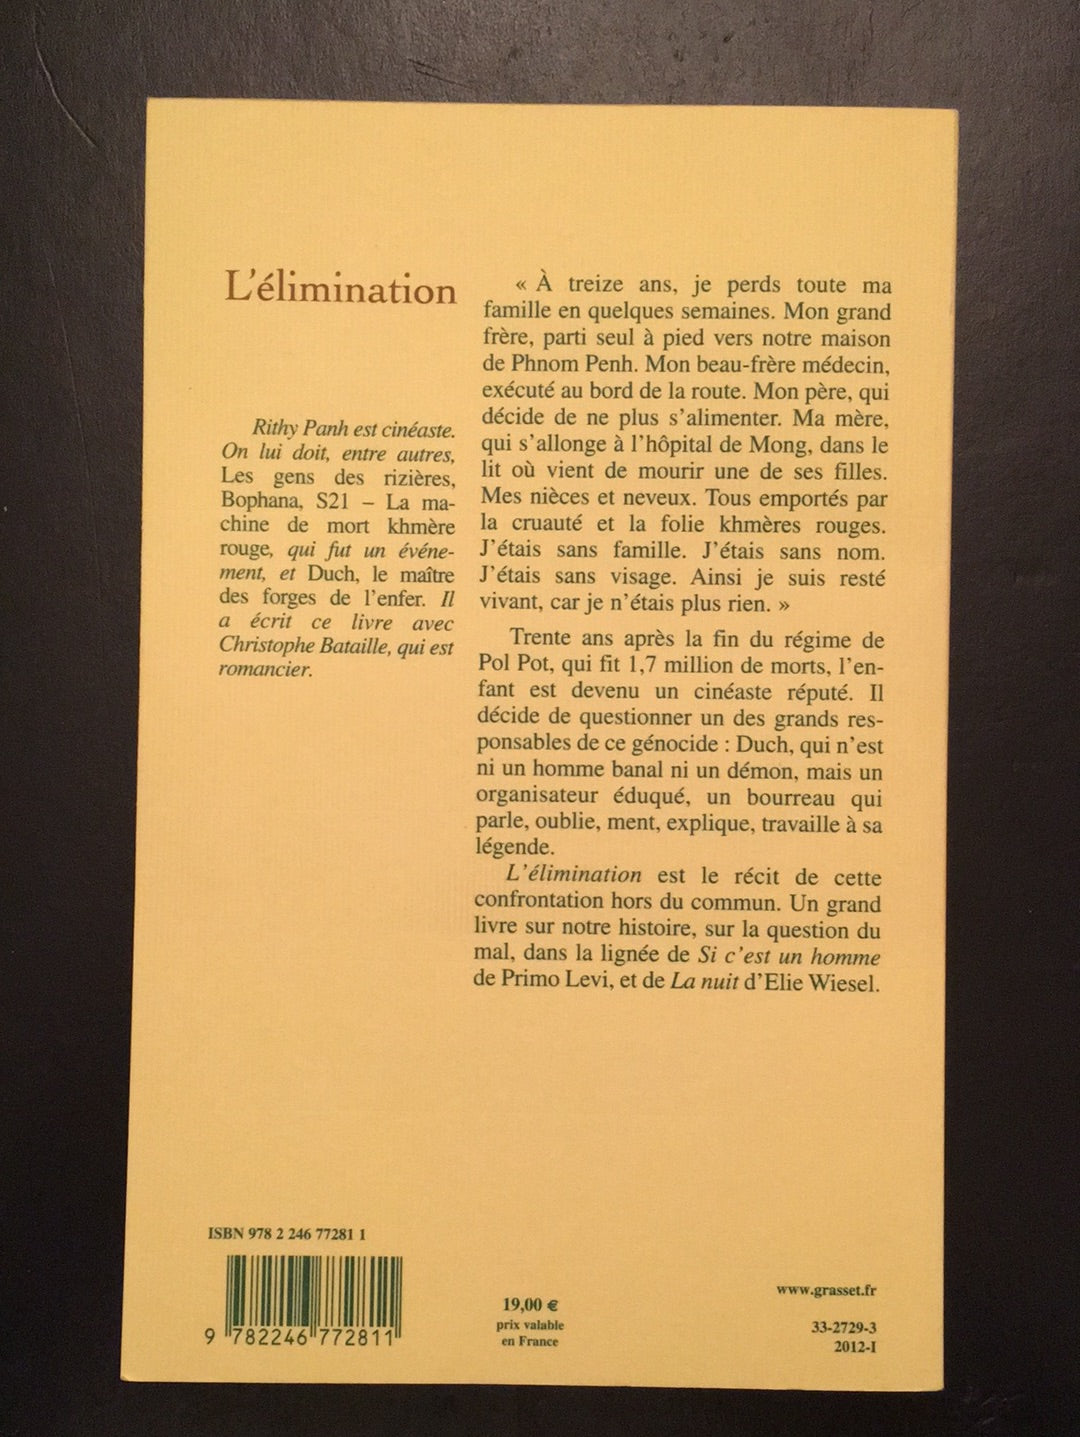 L'élimination
Rithy Panh est cinéaste.
On lui doit, entre autres,
Les gens des rizières,
Bophana, S21 – La ma-
chine de mort khmère
rouge, qui fut un événe-
ment, et Duch, le maître
des forges de l'enfer. Il
a écrit ce livre avec
Christophe Bataille, qui est
romancier.
« À treize ans, je perds toute ma
famille en quelques semaines. Mon grand
frère, parti seul à pied vers notre maison
de Phnom Penh. Mon beau-frère médecin,
exécuté au bord de la route. Mon père, qui
décide de ne plus s'alimenter. Ma mère,
qui s'allonge à l'hôpital de Mong, dans le
lit où vient de mourir une de ses filles.
Mes nièces et neveux. Tous emportés par
la cruauté et la folie khmères rouges.
J'étais sans famille. J'étais sans nom.
J'étais sans visage. Ainsi je suis resté
vivant, car je n'étais plus rien. »
Trente ans après la fin du régime de
Pol Pot, qui fit 1,7 million de morts, l'en-
fant est devenu un cinéaste réputé. Il
décide de questionner un des grands res-
ponsables de ce génocide : Duch, qui n'est
ni un homme banal ni un démon, mais un
organisateur éduqué, un bourreau qui
parle, oublie, ment, explique, travaille à sa
légende.
L'élimination est le récit de cette
confrontation hors du commun. Un grand
livre sur notre histoire, sur la question du
mal, dans la lignée de Si c'est un homme
de Primo Levi, et de La nuit d'Elie Wiesel.
ISBN 978 2 246 77281 1
9 782246 772811
19,00 €
prix valable
en France
www.grasset.fr
33-2729-3
2012-I